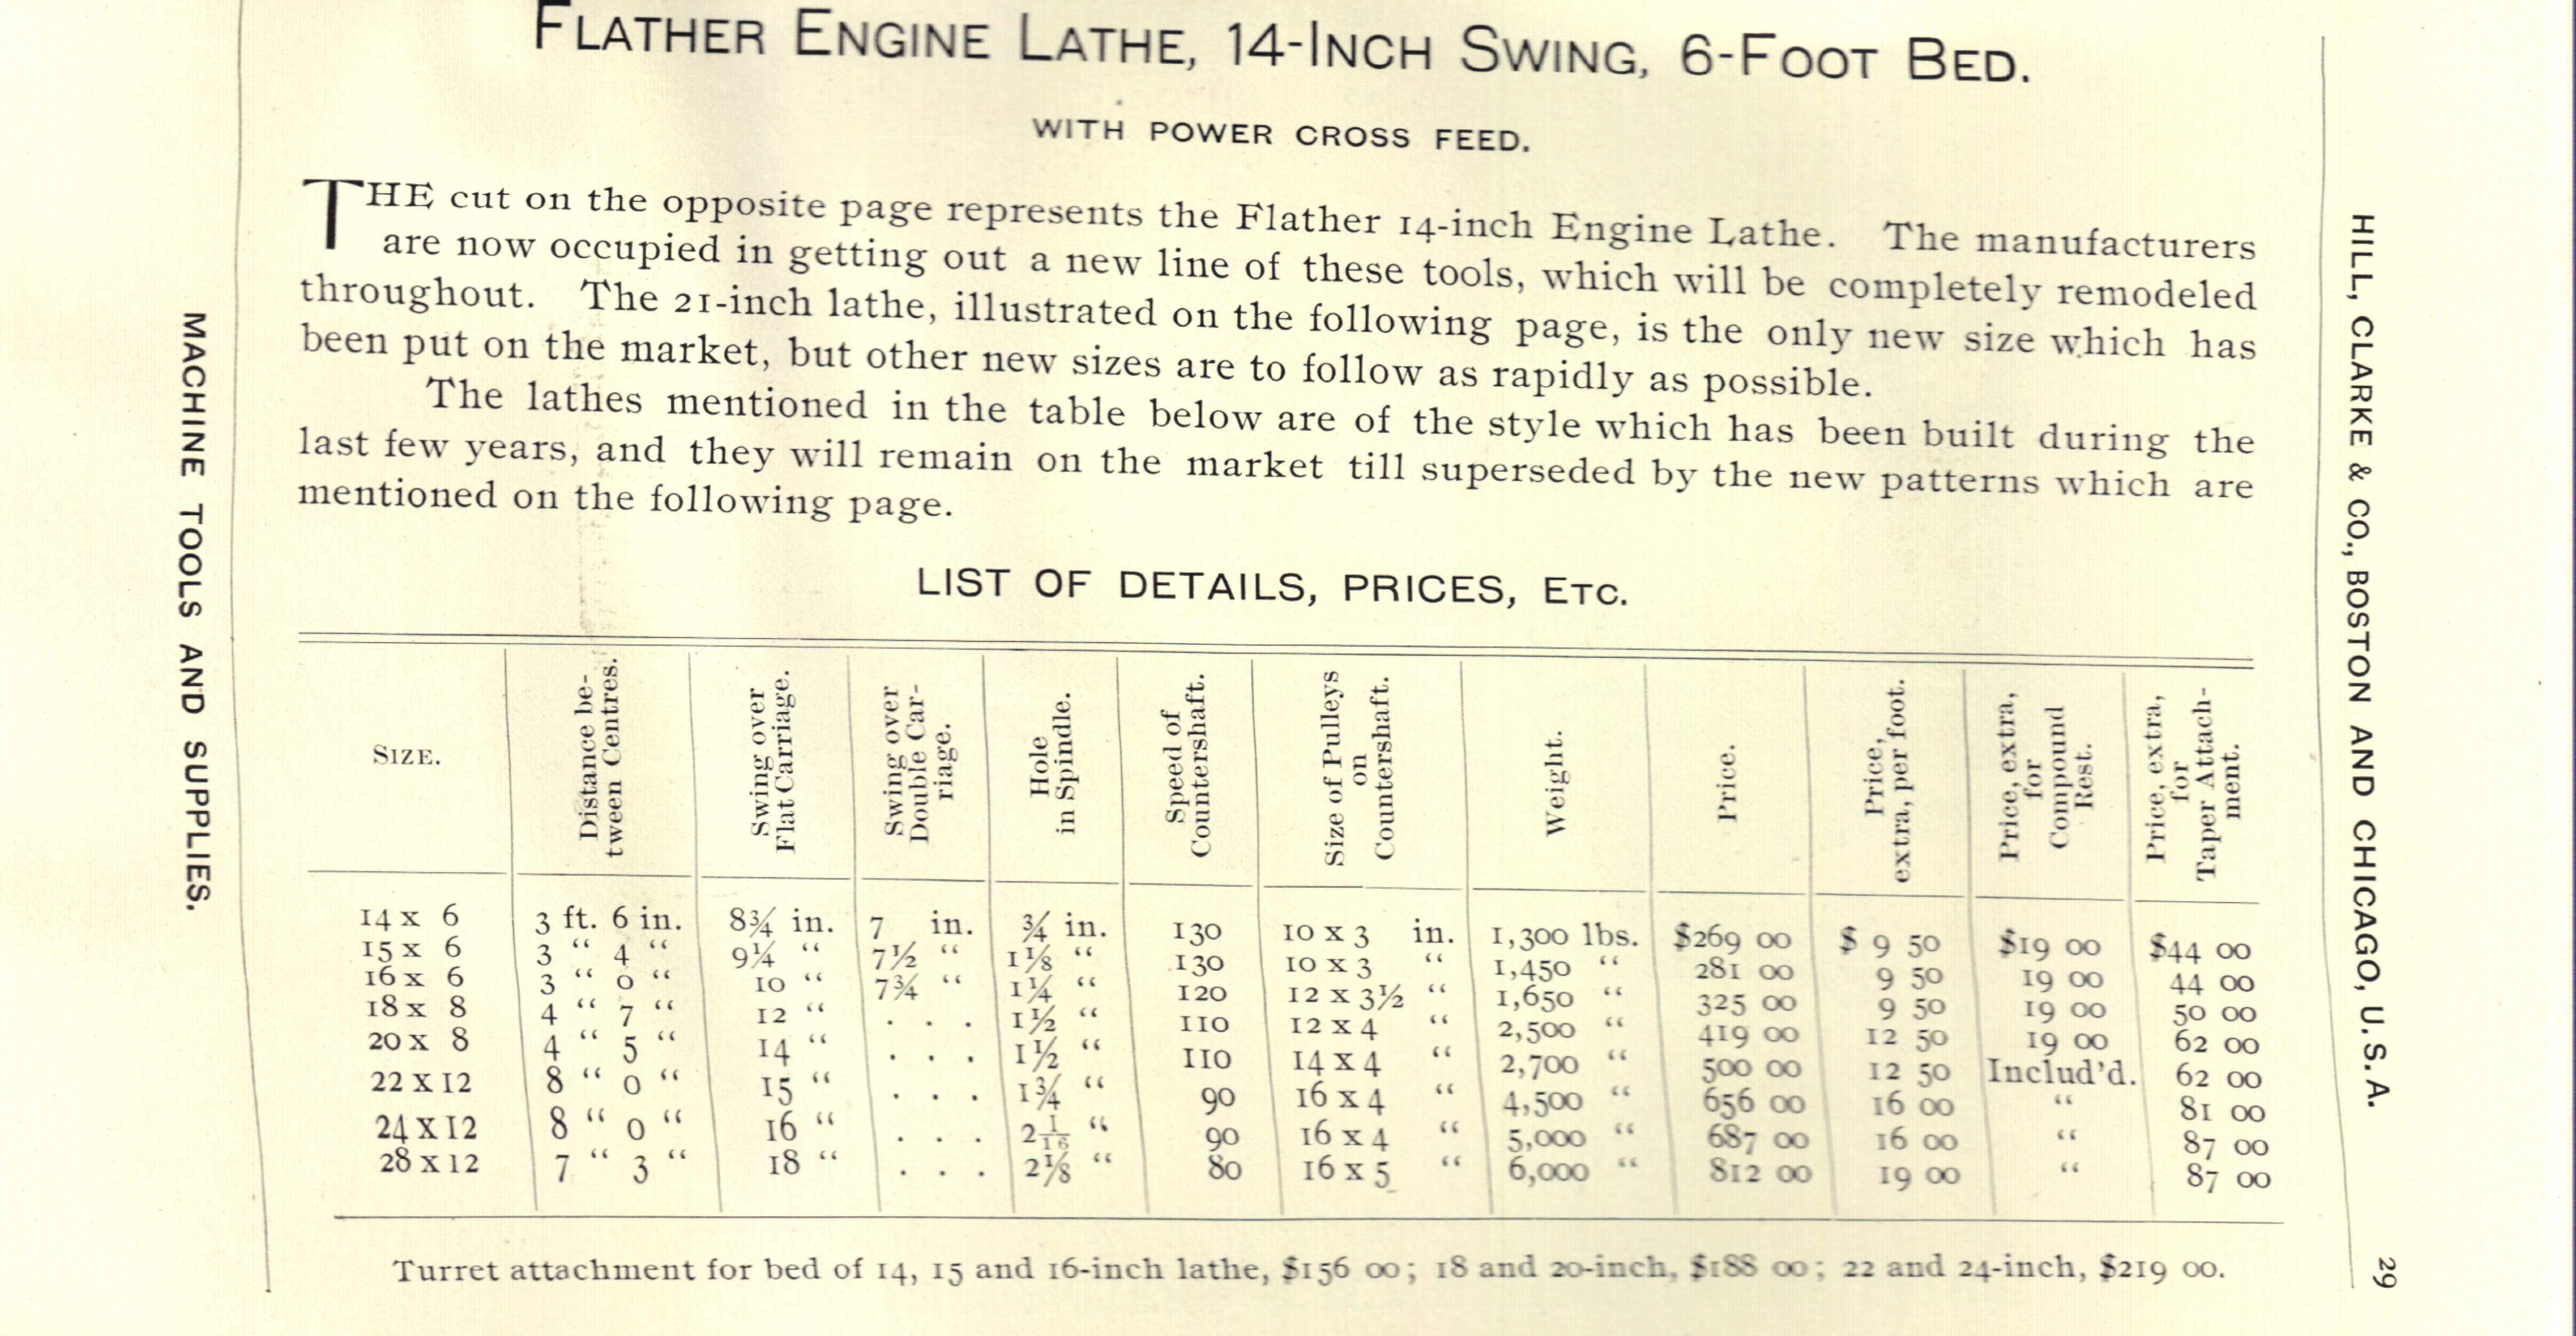 FLATHER ENGINE LATHE, 14-INCH SWING, 6-FOOT BED.
WITH POWER CROSS FEED.
THE cut on the opposite page represents the Flather 14-inch Engine Lathe. The manufacturers
are now occupied in getting out a new line of these tools, which will be completely remodeled
throughout. The 21-inch lathe, illustrated on the following page, is the only new size which has
been put on the market, but other new sizes are to follow as rapidly as possible.
The lathes mentioned in the table below are of the style which has been built during the
last few years, and they will remain on the market till superseded by the new patterns which are
mentioned on the following page.
LIST OF DETAILS, PRICES, ETC.
SIZE.
Distance be-
tween Centres.
Swing over
Flat Carriage.
Swing over
Double Car-
riage.
Hole
in Spindle.
Speed of
Countershaft.
Size of Pulleys
on
Countershaft.
Weight.
Price.
Price,
extra, per foot.
Price, extra,
for
Compound
Rest.
Price, extra,
for
Taper Attach-
ment.
14 x 6 3 ft. 6 in. 8¾ in. 7 in. ¾ in. 130 10 x 3 in. 1,300 lbs. $269 00 $ 9 50 $19 00 $44 00
15 x 6 3 “ 4 “ 9¼ “ 7½ “ 1⅛ “ 130 10 x 3 “ 1,450 “ 281 00 9 50 19 00 44 00
16 x 6 3 “ 0 “ 10 “ 7¾ “ 1¼ “ 120 12 x 3½ “ 1,650 “ 325 00 9 50 19 00 50 00
18 x 8 4 “ 7 “ 12 “ . . . 1½ “ 110 12 x 4 “ 2,500 “ 419 00 12 50 19 00 62 00
20 x 8 4 “ 5 “ 14 “ . . . 1½ “ 110 14 x 4 “ 2,700 “ 500 00 12 50 Includ’d. 62 00
22 x 12 8 “ 0 “ 15 “ . . . 1¾ “ 90 16 x 4 “ 4,500 “ 656 00 16 00 “ 81 00
24 x 12 8 “ 0 “ 16 “ . . . 2 1/16 “ 90 16 x 4 “ 5,000 “ 687 00 16 00 “ 87 00
28 x 12 7 “ 3 “ 18 “ . . . 2⅛ “ 80 16 x 5 “ 6,000 “ 812 00 19 00 “ 87 00
Turret attachment for bed of 14, 15 and 16-inch lathe, $156 00; 18 and 20-inch, $188 00; 22 and 24-inch, $219 00.
MACHINE TOOLS AND SUPPLIES.
HILL, CLARKE & CO., BOSTON AND CHICAGO, U.S.A.
29